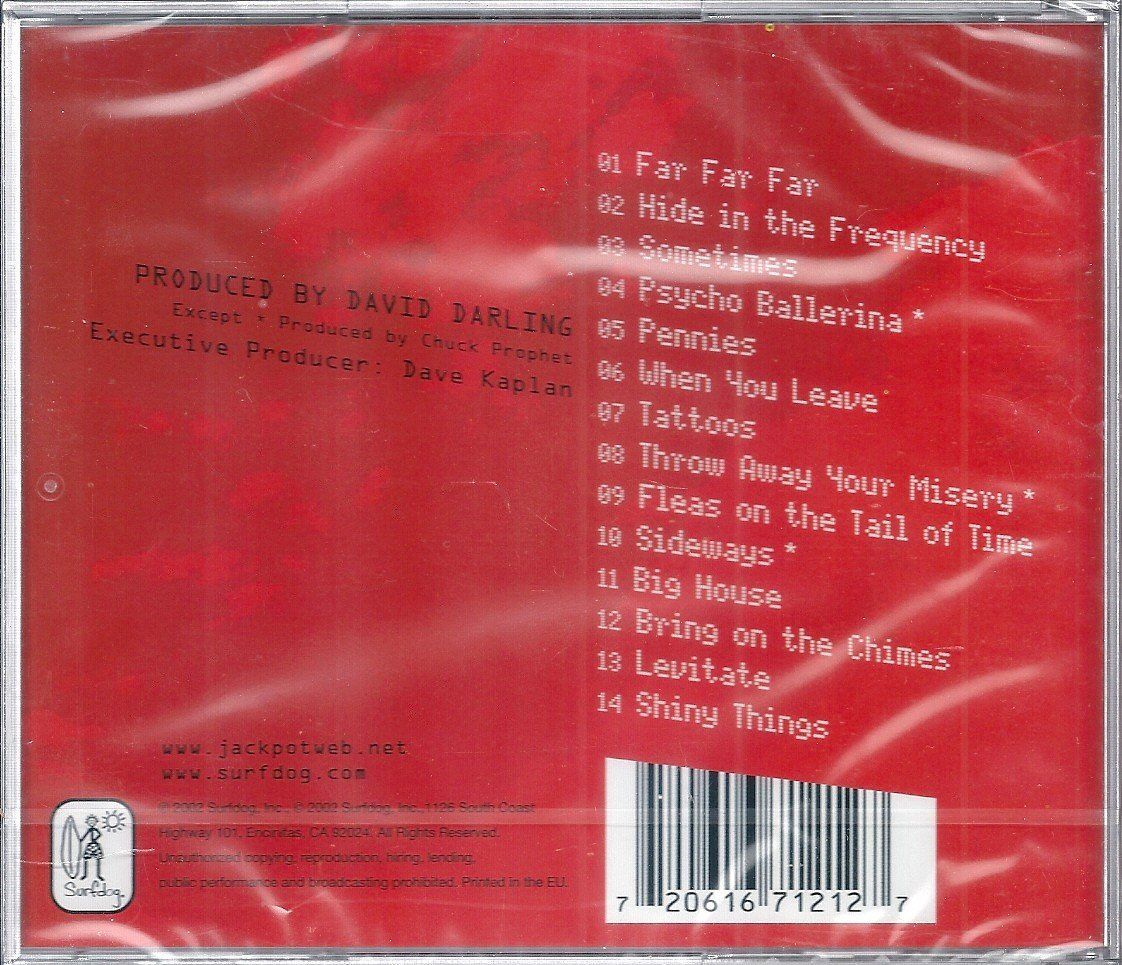 PRODUCED BY DAVID DARLING
Except * Produced by Chuck Prophet
Executive Producer: Dave Kaplan
01 Far Far Far
02 Hide in the Frequency
03 Sometimes
04 Psycho Ballerina *
05 Pennies
06 When You Leave
07 Tattoos
08 Throw Away Your Misery *
09 Fleas on the Tail of Time
10 Sideways *
11 Big House
12 Bring on the Chimes
13 Levitate
14 Shiny Things
www.jackpotweb.net
www.surfdog.com
℗ 2002 Surfdog, Inc., © 2002 Surfdog, Inc., 1126 South Coast
Highway 101, Encinitas, CA 92024. All Rights Reserved.
Unauthorized copying, reproduction, hiring, lending,
public performance and broadcasting prohibited. Printed in the EU.
Surfdog.
7 20616 71212 7